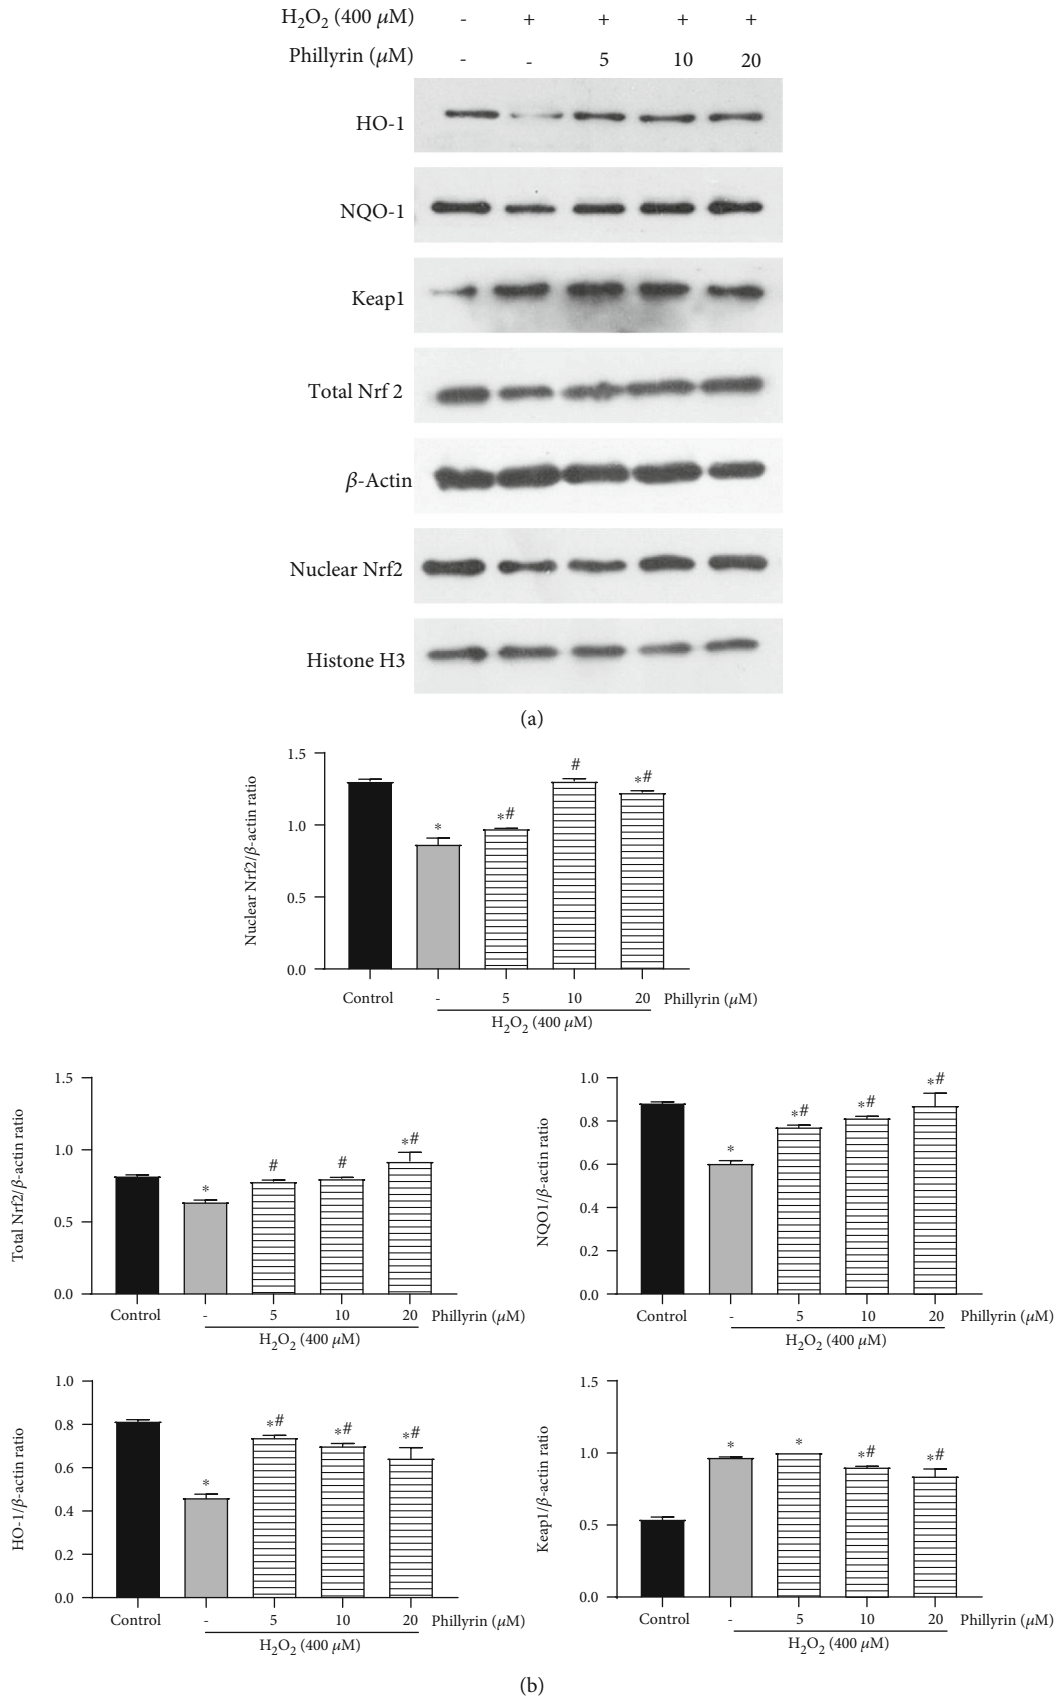 H₂O₂ (400 μM) - + + + +
Phillyrin (μM) - - 5 10 20
HO-1
NQO-1
Keap1
Total Nrf 2
β-Actin
Nuclear Nrf2
Histone H3
(a)
Nuclear Nrf2/β-actin ratio
1.5
1.0
0.5
0.0
*
*#
#
*#
Control - 5 10 20 Phillyrin (μM)
H₂O₂ (400 μM)
Total Nrf2/β-actin ratio
1.5
1.0
0.5
0.0
*
#
#
*#
Control - 5 10 20 Phillyrin (μM)
H₂O₂ (400 μM)
NQO1/β-actin ratio
1.0
0.8
0.6
0.4
0.2
0.0
*
*#
*#
*#
Control - 5 10 20 Phillyrin (μM)
H₂O₂ (400 μM)
HO-1/β-actin ratio
1.0
0.8
0.6
0.4
0.2
0.0
*
*#
*#
*#
Control - 5 10 20 Phillyrin (μM)
H₂O₂ (400 μM)
Keap1/β-actin ratio
1.5
1.0
0.5
0.0
*
*
*#
*#
Control - 5 10 20 Phillyrin (μM)
H₂O₂ (400 μM)
(b)